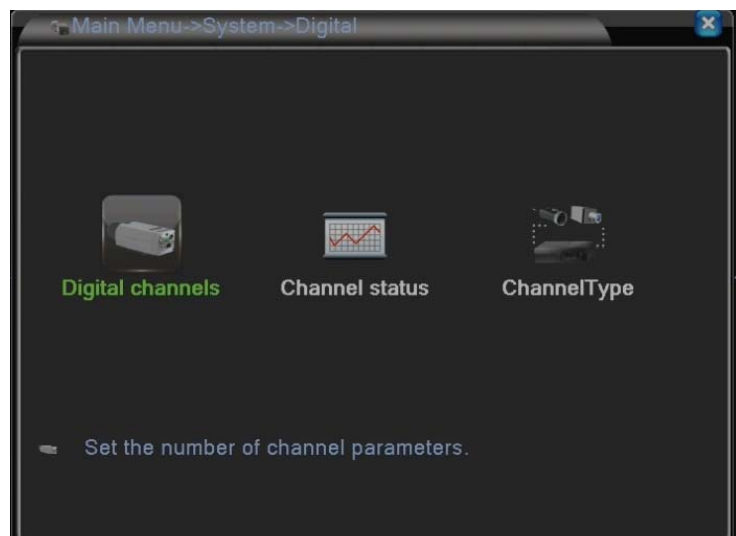 Main Menu->System->Digital
Digital channels
Channel status
ChannelType
Set the number of channel parameters.